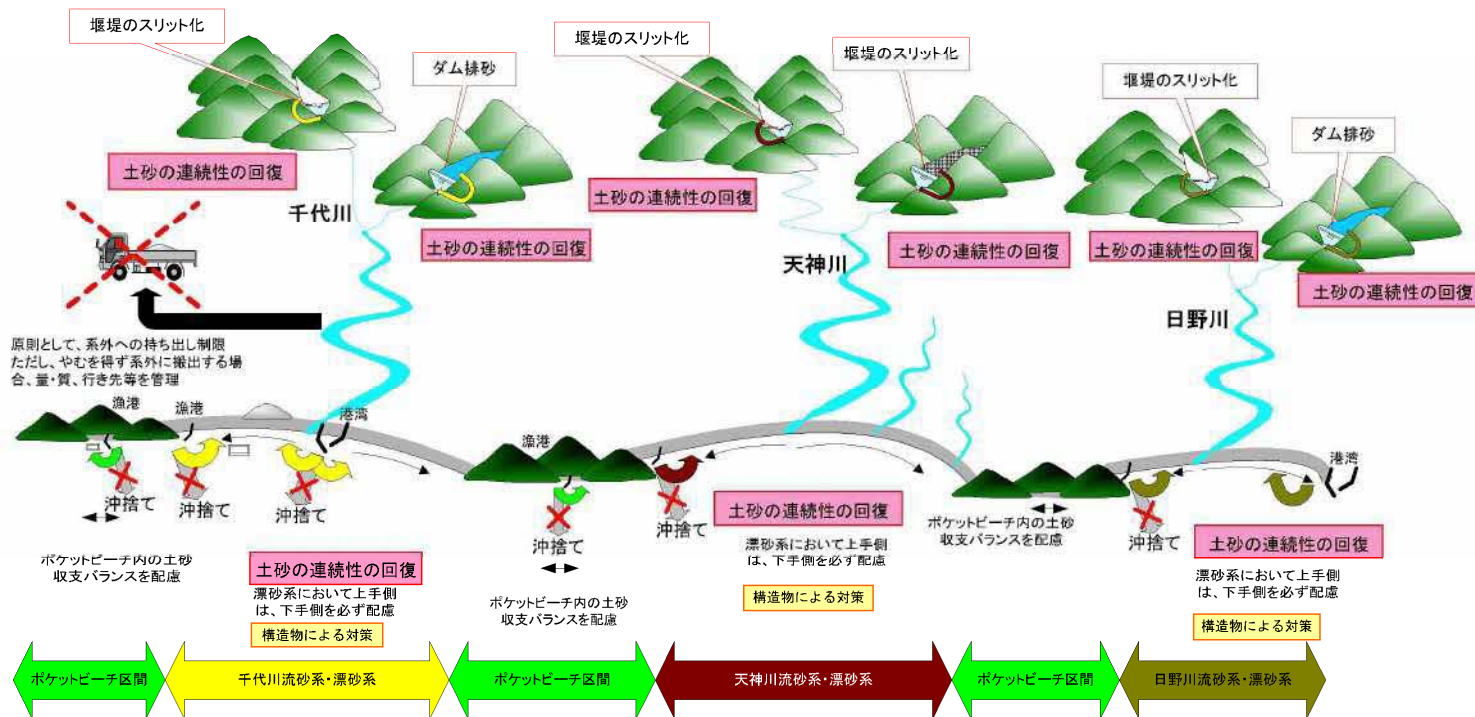 堰堤のスリット化
ダム排砂
土砂の連続性の回復
千代川
土砂の連続性の回復
原則として、系外への持ち出し制限
ただし、やむを得ず系外に搬出する場
合、量・質、行き先等を管理
堰堤のスリット化
堰堤のスリット化
土砂の連続性の回復
天神川
土砂の連続性の回復
堰堤のスリット化
ダム排砂
土砂の連続性の回復
日野川
土砂の連続性の回復
漁港
漁港
港湾
沖捨て
沖捨て
沖捨て
ポケットビーチ内の土砂
収支バランスを配慮
土砂の連続性の回復
漂砂系において上手側
は、下手側を必ず配慮
構造物による対策
漁港
沖捨て
ポケットビーチ内の土砂
収支バランスを配慮
沖捨て
土砂の連続性の回復
漂砂系において上手側
は、下手側を必ず配慮
構造物による対策
ポケットビーチ内の土砂
収支バランスを配慮
港湾
沖捨て
土砂の連続性の回復
漂砂系において上手側
は、下手側を必ず配慮
構造物による対策
ポケットビーチ区間
千代川流砂系・漂砂系
ポケットビーチ区間
天神川流砂系・漂砂系
ポケットビーチ区間
日野川流砂系・漂砂系